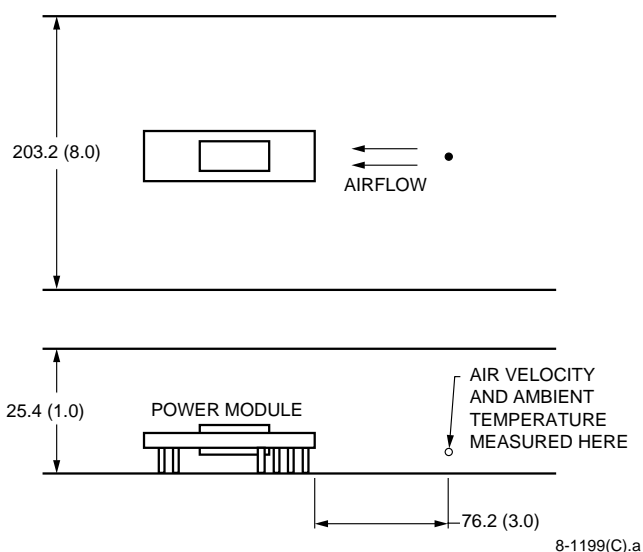 203.2 (8.0)
AIRFLOW
25.4 (1.0)
POWER MODULE
AIR VELOCITY
AND AMBIENT
TEMPERATURE
MEASURED HERE
76.2 (3.0)
8-1199(C).a